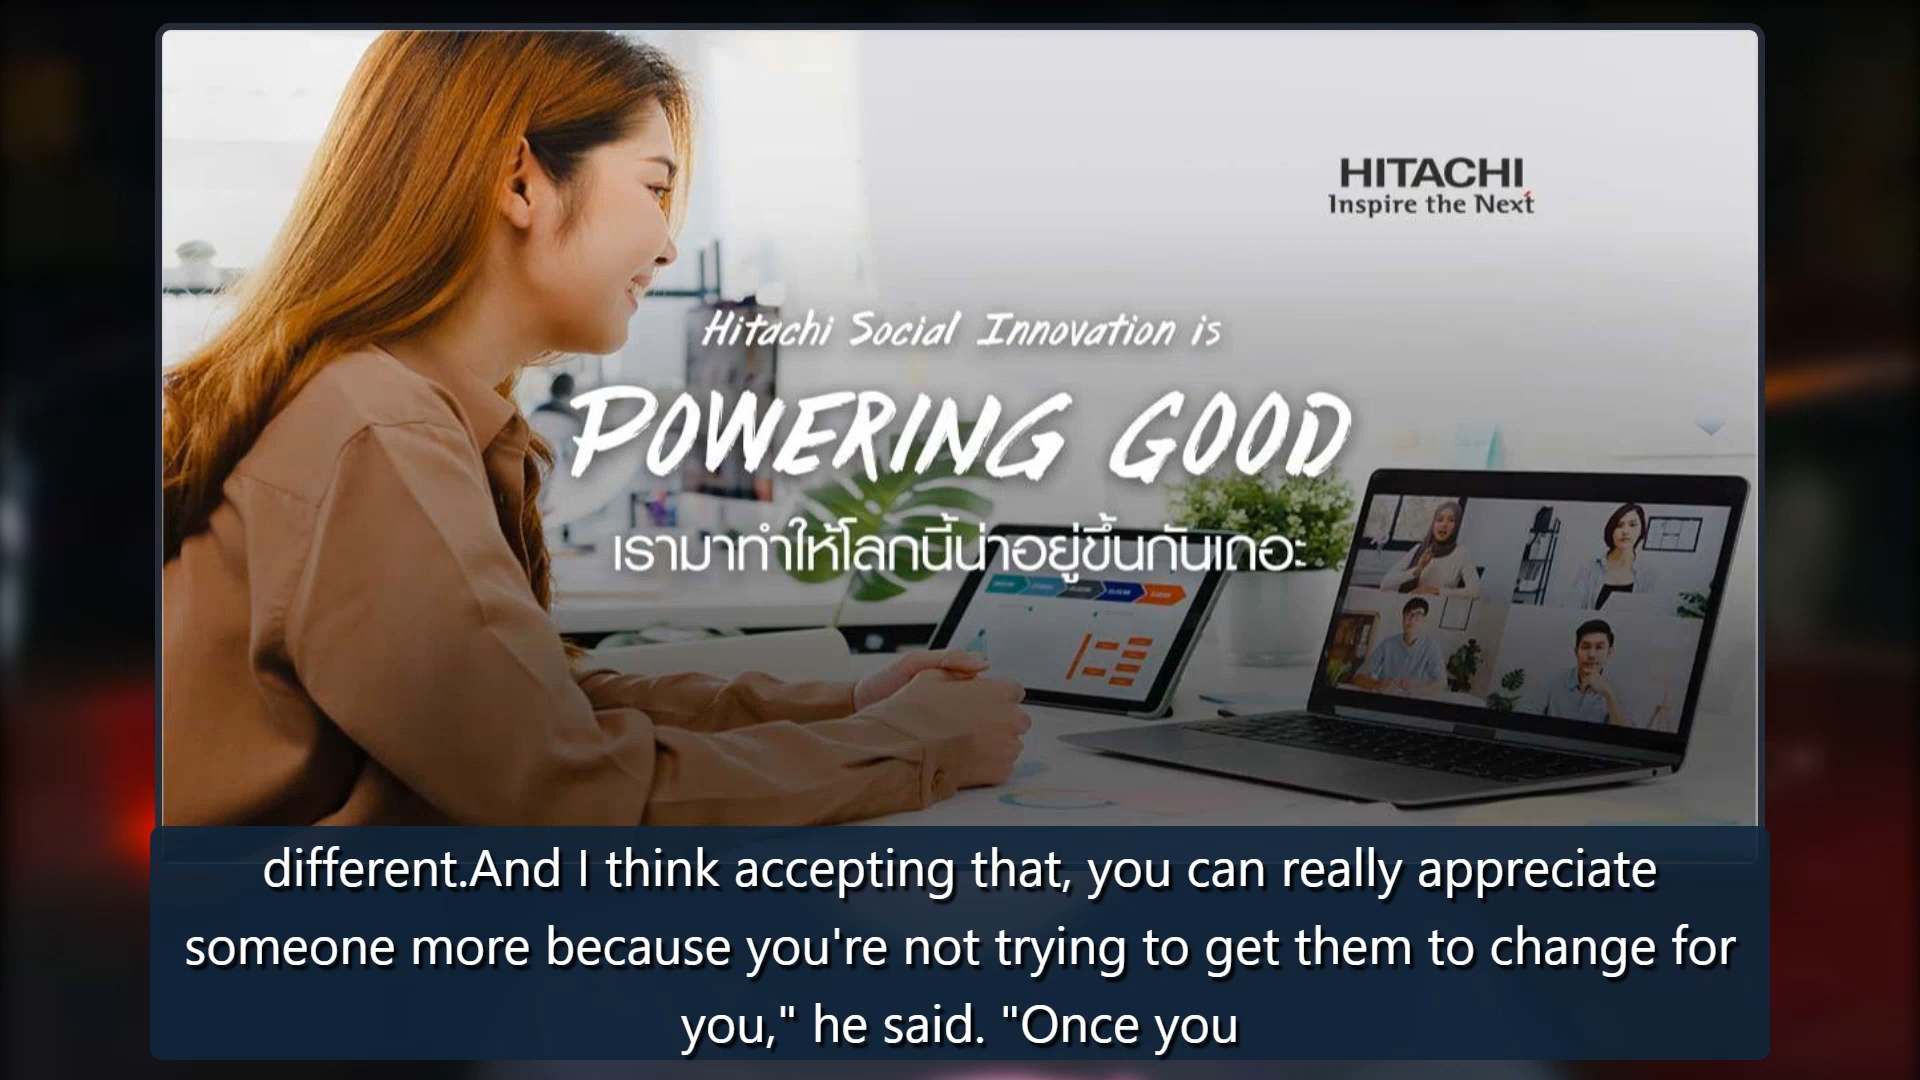 HITACHI
Inspire the Next
Hitachi Social Innovation is
POWERING GOOD
เรามาทำให้โลกนี้น่าอยู่ขึ้นกันเถอะ
different.And I think accepting that, you can really appreciate
someone more because you're not trying to get them to change for
you," he said. "Once you